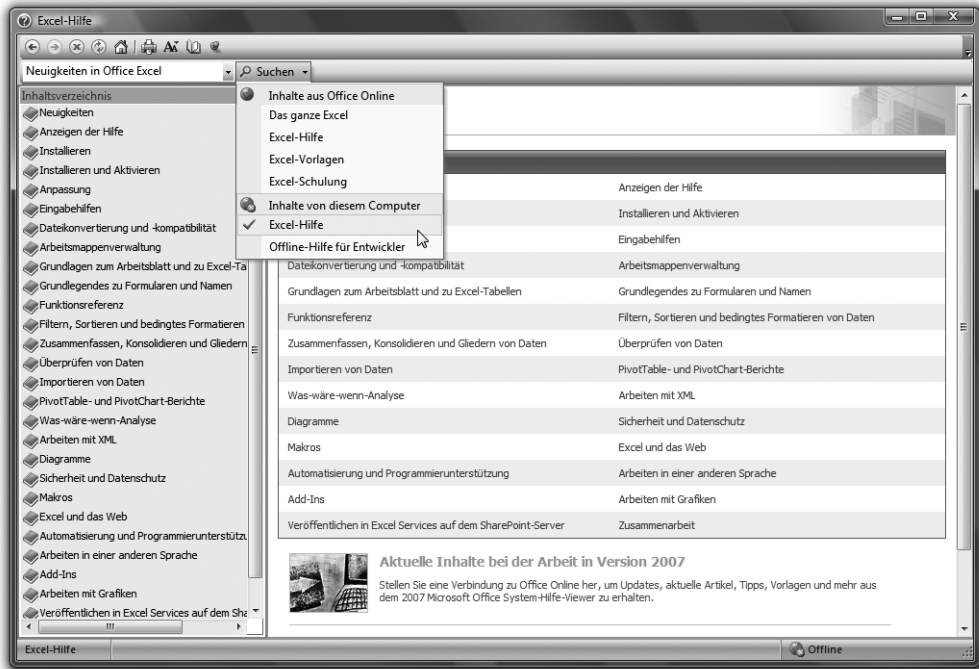 Excel-Hilfe
Neuigkeiten in Office Excel
Suchen
Inhaltsverzeichnis
Neuigkeiten
Anzeigen der Hilfe
Installieren
Installieren und Aktivieren
Anpassung
Eingabehilfen
Dateikonvertierung und -kompatibilität
Arbeitsmappenverwaltung
Grundlagen zum Arbeitsblatt und zu Excel-Ta
Grundlegendes zu Formularen und Namen
Funktionsreferenz
Filtern, Sortieren und bedingtes Formatieren
Zusammenfassen, Konsolidieren und Gliedern
Überprüfen von Daten
Importieren von Daten
PivotTable- und PivotChart-Berichte
Was-wäre-wenn-Analyse
Arbeiten mit XML
Diagramme
Sicherheit und Datenschutz
Makros
Excel und das Web
Automatisierung und Programmierunterstützu
Arbeiten in einer anderen Sprache
Add-Ins
Arbeiten mit Grafiken
Veröffentlichen in Excel Services auf dem Sha
Inhalte aus Office Online
Das ganze Excel
Excel-Hilfe
Excel-Vorlagen
Excel-Schulung
Inhalte von diesem Computer
Excel-Hilfe
Offline-Hilfe für Entwickler
Anzeigen der Hilfe
Installieren und Aktivieren
Eingabehilfen
Dateikonvertierung und -kompatibilität
Arbeitsmappenverwaltung
Grundlagen zum Arbeitsblatt und zu Excel-Tabellen
Grundlegendes zu Formularen und Namen
Funktionsreferenz
Filtern, Sortieren und bedingtes Formatieren von Daten
Zusammenfassen, Konsolidieren und Gliedern von Daten
Überprüfen von Daten
Importieren von Daten
PivotTable- und PivotChart-Berichte
Was-wäre-wenn-Analyse
Arbeiten mit XML
Diagramme
Sicherheit und Datenschutz
Makros
Excel und das Web
Automatisierung und Programmierunterstützung
Arbeiten in einer anderen Sprache
Add-Ins
Arbeiten mit Grafiken
Veröffentlichen in Excel Services auf dem SharePoint-Server
Zusammenarbeit
Aktuelle Inhalte bei der Arbeit in Version 2007
Stellen Sie eine Verbindung zu Office Online her, um Updates, aktuelle Artikel, Tipps, Vorlagen und mehr aus
dem 2007 Microsoft Office System-Hilfe-Viewer zu erhalten.
Excel-Hilfe
Offline